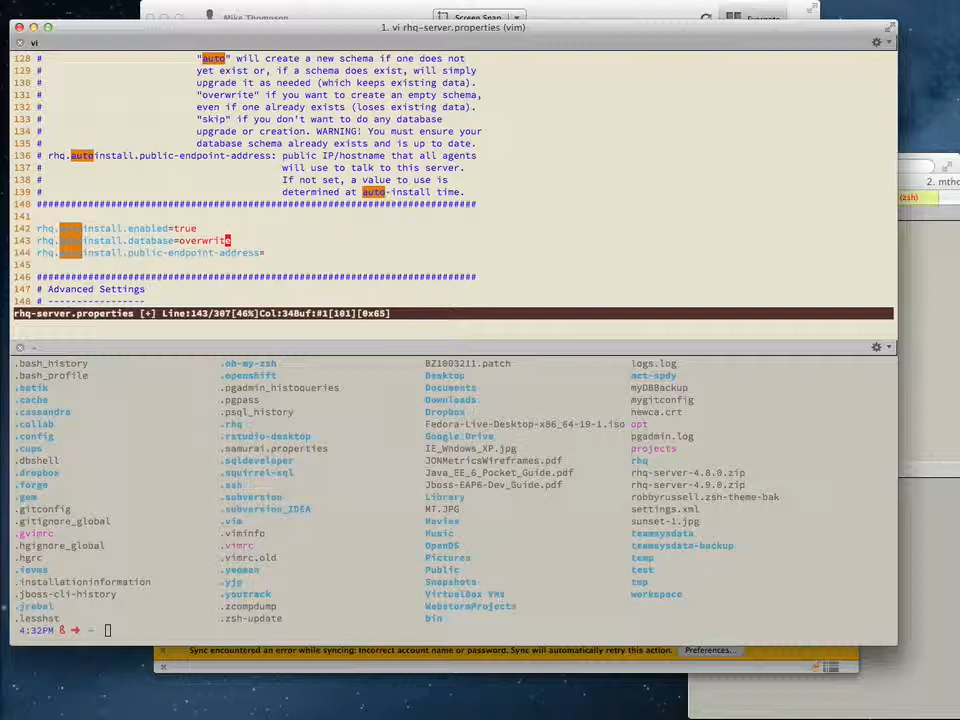 Mike Thompson
Screen Snap
Evernote
1. vi rhq-server.properties (vim)
vi
128 # "auto" will create a new schema if one does not
129 # yet exist or, if a schema does exist, will simply
130 # upgrade it as needed (which keeps existing data).
131 # "overwrite" if you want to create an empty schema,
132 # even if one already exists (loses existing data).
133 # "skip" if you don't want to do any database
134 # upgrade or creation. WARNING! You must ensure your
135 # database schema already exists and is up to date.
136 # rhq.autoinstall.public-endpoint-address: public IP/hostname that all agents
137 # will use to talk to this server.
138 # If not set, a value to use is
139 # determined at auto-install time.
140 ################################################################################
141
142 rhq.autoinstall.enabled=true
143 rhq.autoinstall.database=overwrite
144 rhq.autoinstall.public-endpoint-address=
145
146 ################################################################################
147 # Advanced Settings
148 # -----------------
rhq-server.properties [+] Line:143/307[46%]Col:34Buf:#1[101][0x65]
2. mtho
(zsh)
~
.bash_history .oh-my-zsh BZ1003211.patch logs.log
.bash_profile .openshift Desktop mct-spdy
.batik .pgadmin_histoqueries Documents myDBBackup
.cache .pgpass Downloads mygitconfig
.cassandra .psql_history Dropbox newca.crt
.collab .rhq Fedora-Live-Desktop-x86_64-19-1.iso opt
.config .rstudio-desktop Google Drive pgadmin.log
.cups .samurai.properties IE_Wndows_XP.jpg projects
.dbshell .sqldeveloper JONMetricsWireframes.pdf rhq
.dropbox .squirrel-sql Java_EE_6_Pocket_Guide.pdf rhq-server-4.8.0.zip
.forge .ssh Jboss-EAP6-Dev_Guide.pdf rhq-server-4.9.0.zip
.gem .subversion Library robbyrussell.zsh-theme-bak
.gitconfig .subversion_IDEA MT.JPG settings.xml
.gitignore_global .vim Movies sunset-1.jpg
.gvimrc .viminfo Music teamsysdata
.hgignore_global .vimrc OpenDS teamsysdata-backup
.hgrc .vimrc.old Pictures temp
.ievms .yeoman Public test
.installationinformation .yjp Snapshots tmp
.jboss-cli-history .youtrack VirtualBox VMs workspace
.jrebel .zcompdump WebstormProjects
.lesshst .zsh-update bin
4:32PM ß ➜ ~
Sync encountered an error while syncing: Incorrect account name or password. Sync will automatically retry this action. Preferences...